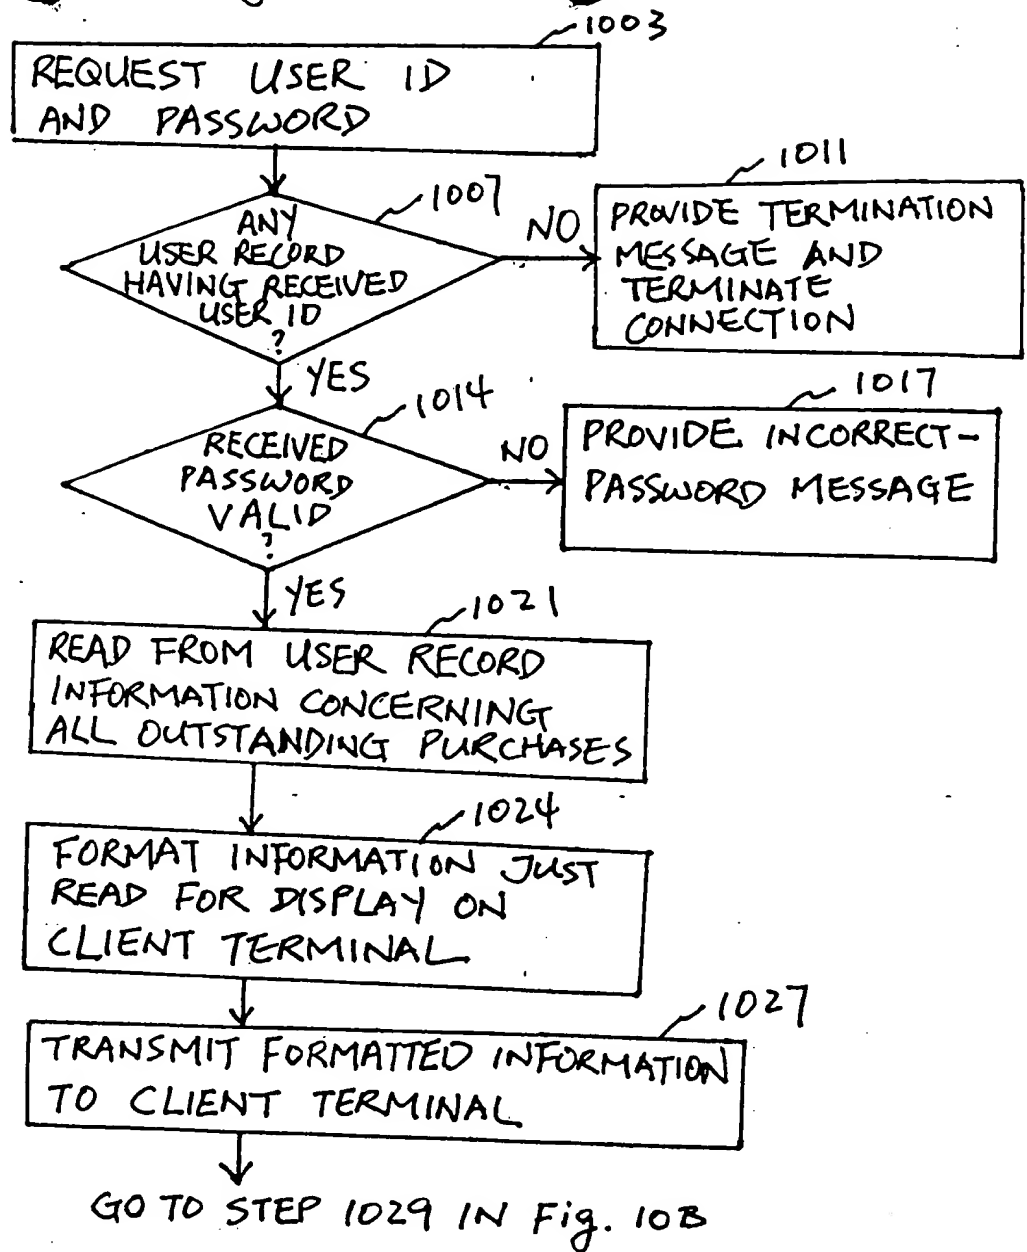 1003
REQUEST USER ID
AND PASSWORD
1007
ANY
USER RECORD
HAVING RECEIVED
USER ID
?
NO
1011
PROVIDE TERMINATION
MESSAGE AND
TERMINATE
CONNECTION
YES
1014
RECEIVED
PASSWORD
VALID
?
NO
1017
PROVIDE INCORRECT-
PASSWORD MESSAGE
YES
1021
READ FROM USER RECORD
INFORMATION CONCERNING
ALL OUTSTANDING PURCHASES
1024
FORMAT INFORMATION JUST
READ FOR DISPLAY ON
CLIENT TERMINAL
1027
TRANSMIT FORMATTED INFORMATION
TO CLIENT TERMINAL
GO TO STEP 1029 IN Fig. 10B